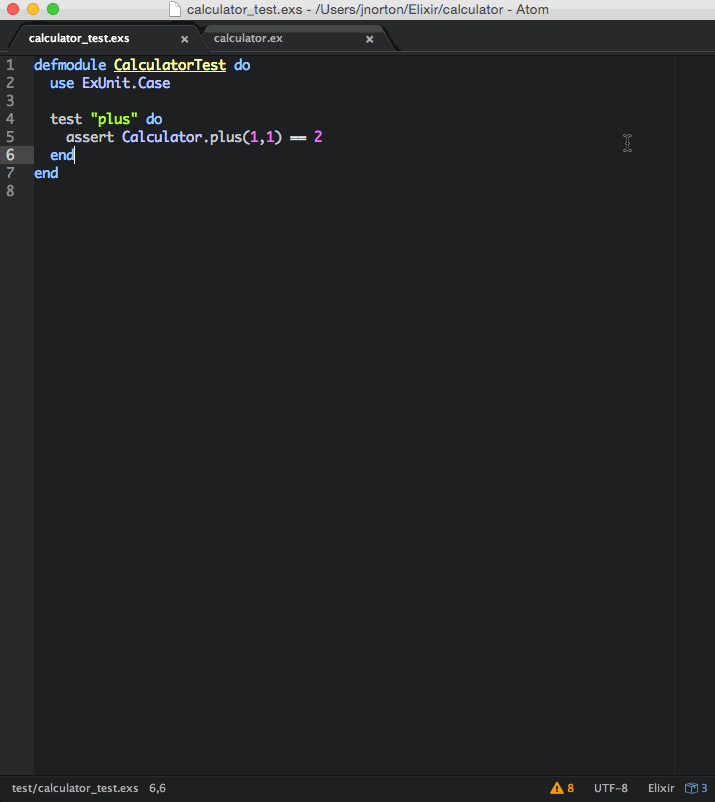 calculator_test.exs - /Users/jnorton/Elixir/calculator - Atom
calculator_test.exs × calculator.ex ×
1 defmodule CalculatorTest do
2   use ExUnit.Case
3
4   test "plus" do
5     assert Calculator.plus(1,1) == 2
6   end
7 end
8
test/calculator_test.exs 6,6 8 UTF-8 Elixir 3